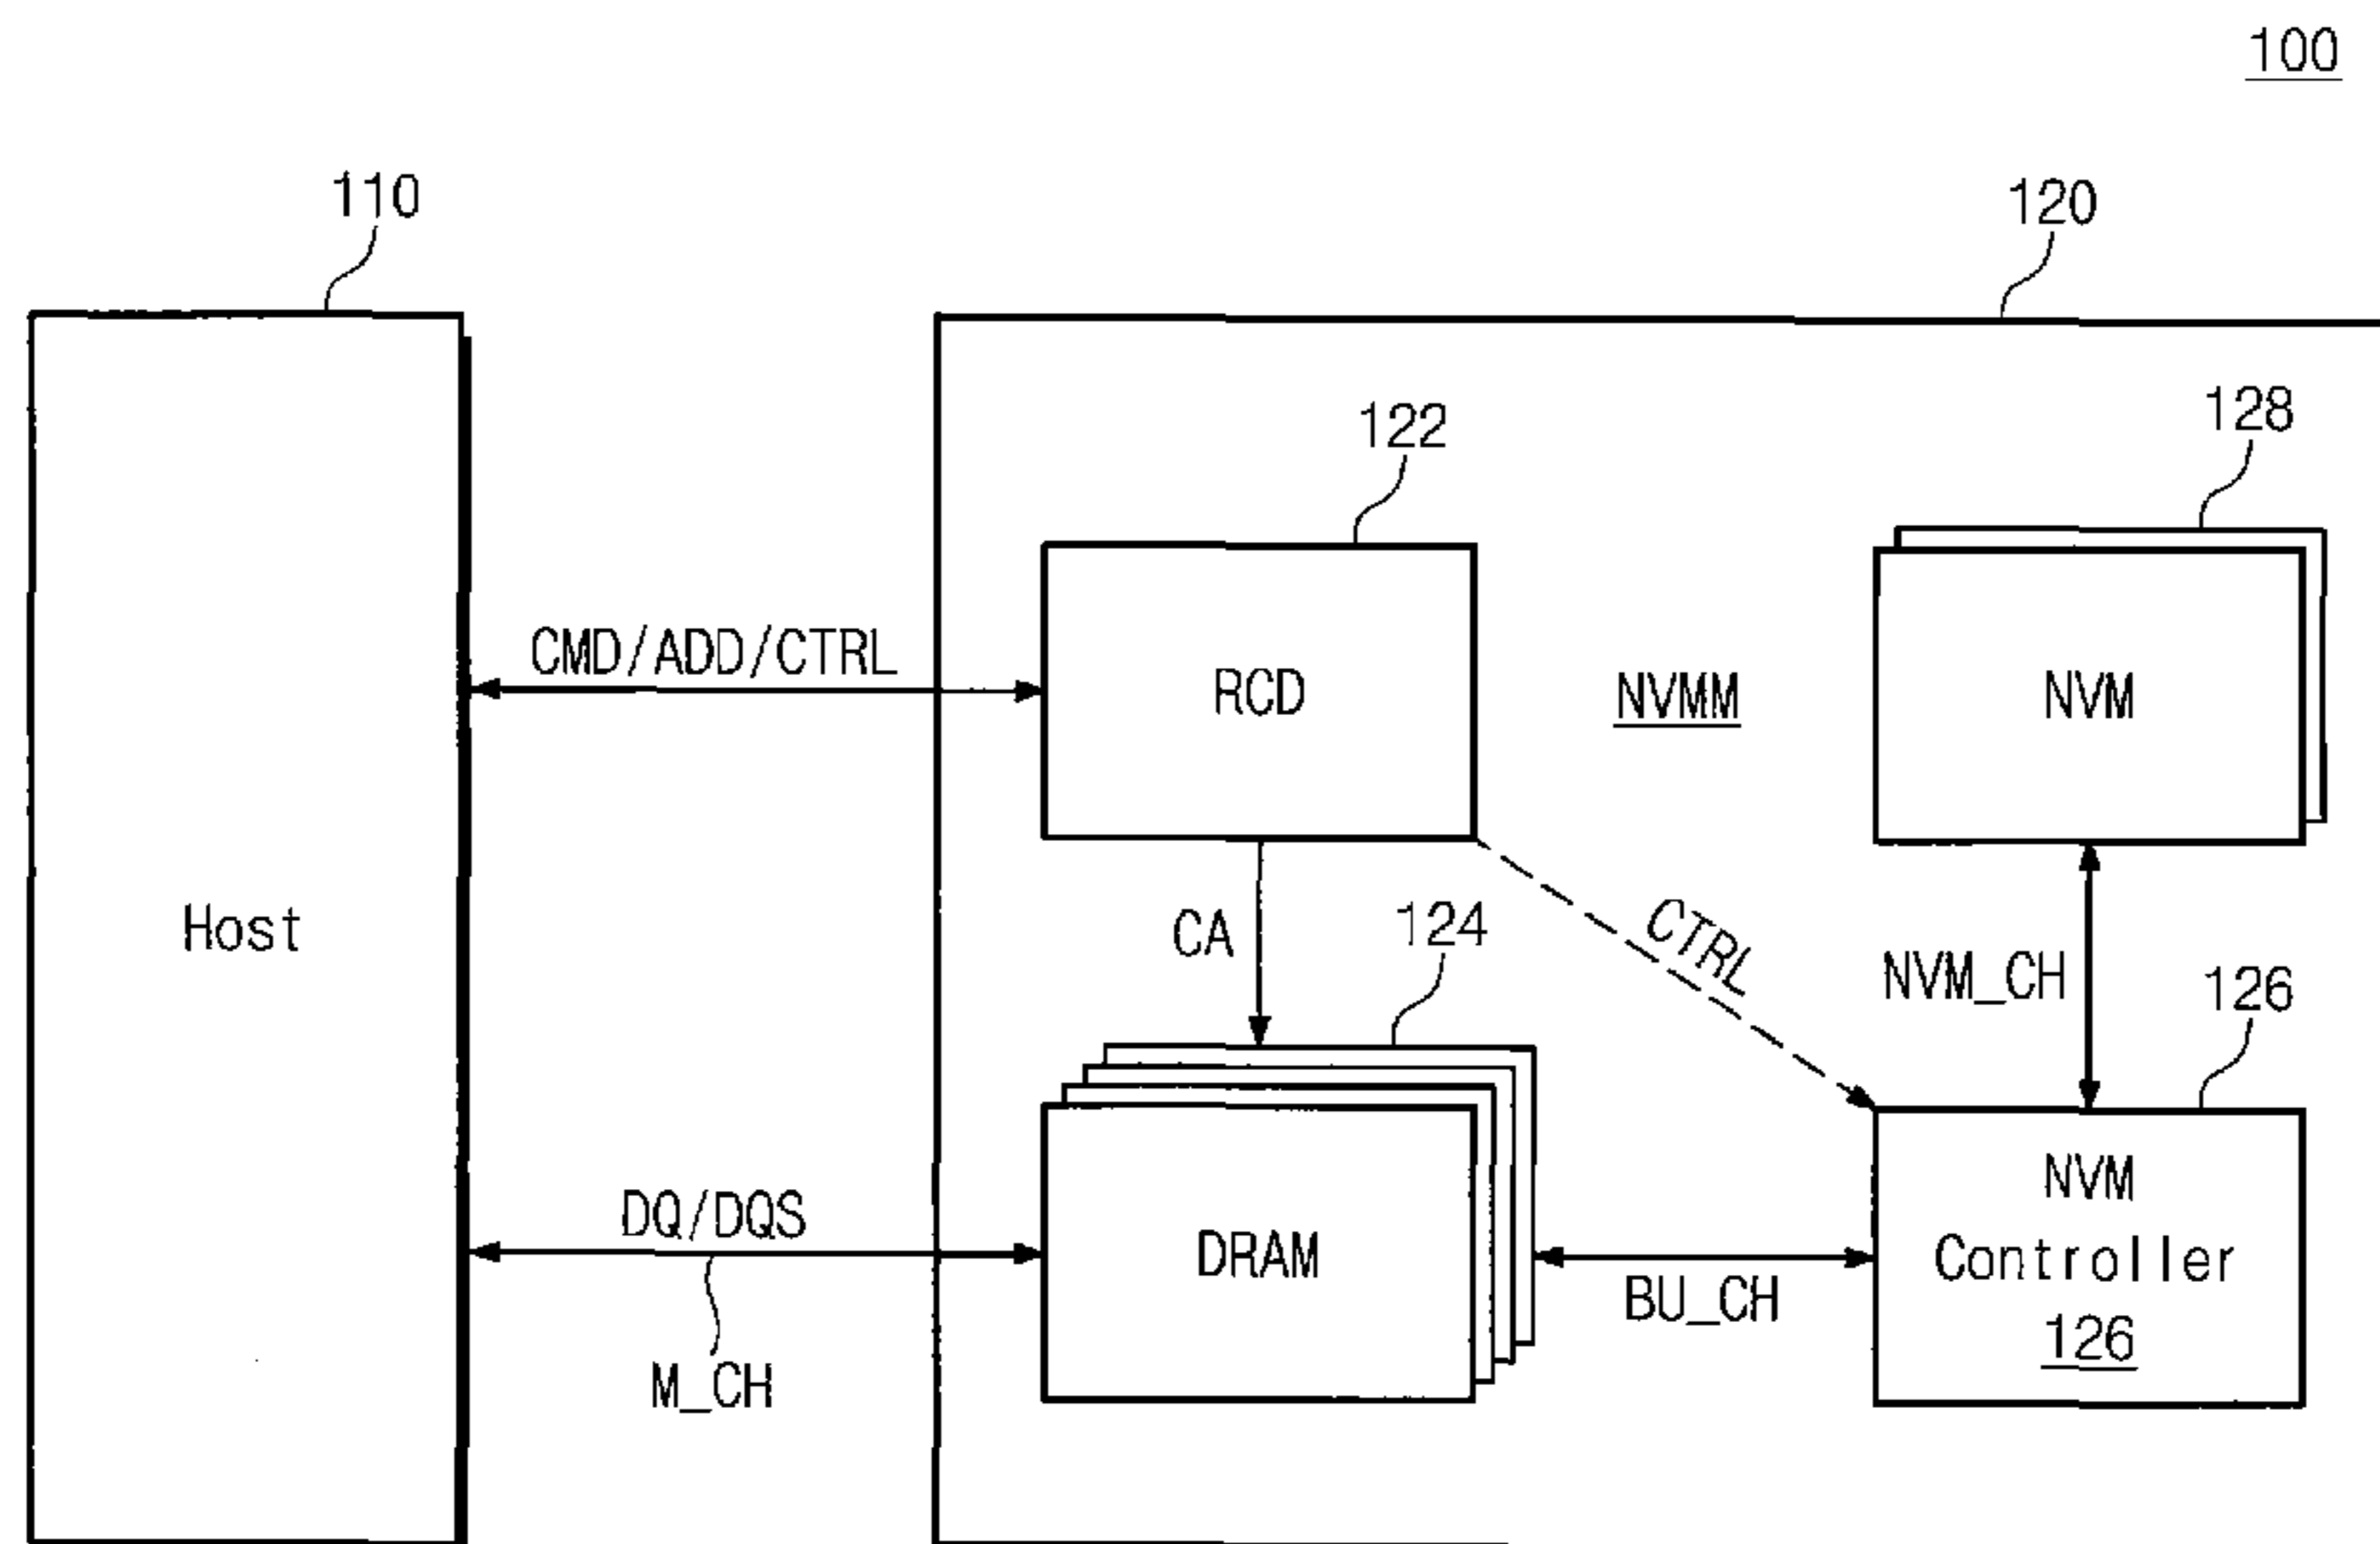 100
110
120
122
128
CMD/ADD/CTRL
RCD
NVMM
NVM
Host
CA
124
CTRL
NVM_CH
126
DQ/DQS
M_CH
DRAM
BU_CH
NVM
Controller
126